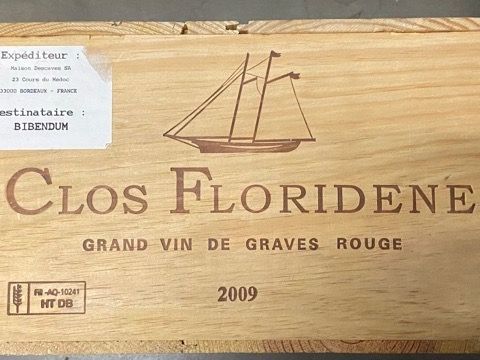 Expéditeur :
Maison Descaves SA
23 Cours du Médoc
33000 BORDEAUX - FRANCE
estinataire :
BIBENDUM
CLOS FLORIDENE
GRAND VIN DE GRAVES ROUGE
FR -AQ-10241
HT DB
2009